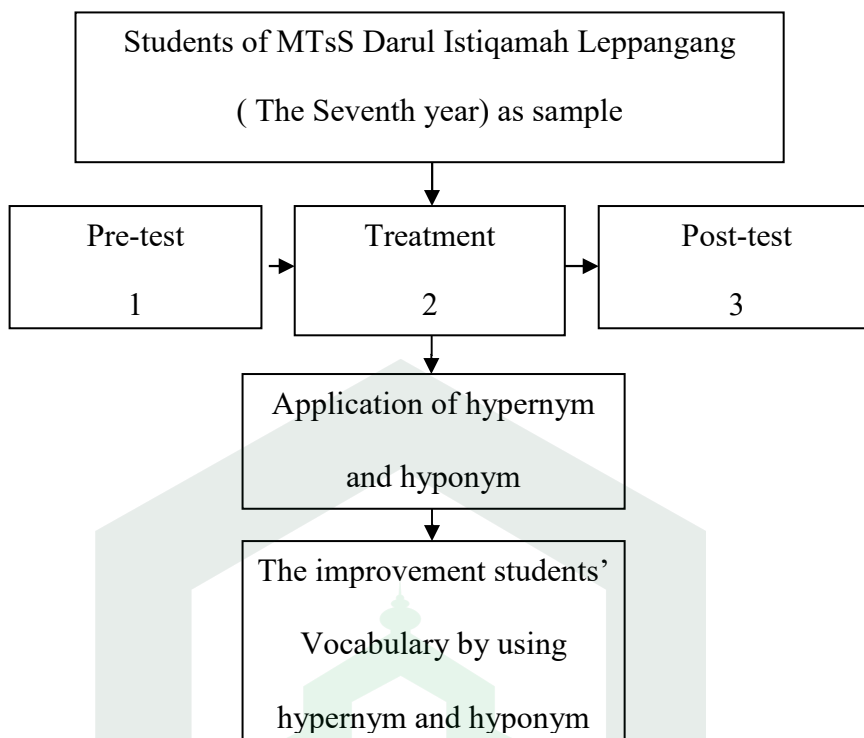 Students of MTsS Darul Istiqamah Leppangang
( The Seventh year) as sample
Pre-test
1
Treatment
2
Post-test
3
Application of hypernym
and hyponym
The improvement students’
Vocabulary by using
hypernym and hyponym